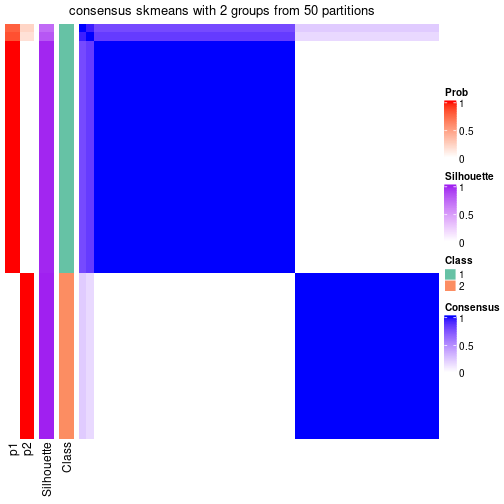 consensus skmeans with 2 groups from 50 partitions
Prob
1
0.5
0
Silhouette
1
0.5
0
Class
1
2
Consensus
1
0.5
0
p1
p2
Silhouette
Class